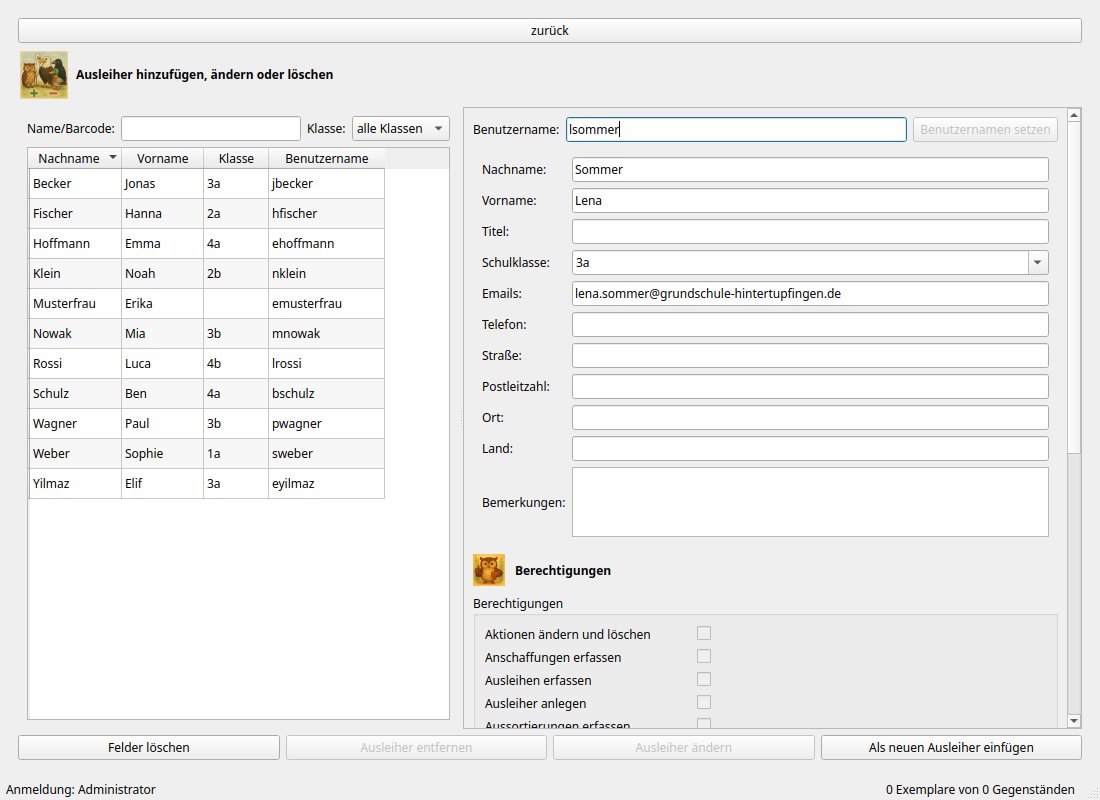 zurück
Ausleiher hinzufügen, ändern oder löschen
Name/Barcode: Klasse: alle Klassen
Nachname Vorname Klasse Benutzername
Becker Jonas 3a jbecker
Fischer Hanna 2a hfischer
Hoffmann Emma 4a ehoffmann
Klein Noah 2b nklein
Musterfrau Erika emusterfrau
Nowak Mia 3b mnowak
Rossi Luca 4b lrossi
Schulz Ben 4a bschulz
Wagner Paul 3b pwagner
Weber Sophie 1a sweber
Yilmaz Elif 3a eyilmaz
Benutzername: lsommer Benutzernamen setzen
Nachname: Sommer
Vorname: Lena
Titel:
Schulklasse: 3a
Emails: lena.sommer@grundschule-hintertupfingen.de
Telefon:
Straße:
Postleitzahl:
Ort:
Land:
Bemerkungen:
Berechtigungen
Berechtigungen
Aktionen ändern und löschen
Anschaffungen erfassen
Ausleihen erfassen
Ausleiher anlegen
Aussortierungen erfassen
Felder löschen Ausleiher entfernen Ausleiher ändern Als neuen Ausleiher einfügen
Anmeldung: Administrator 0 Exemplare von 0 Gegenständen